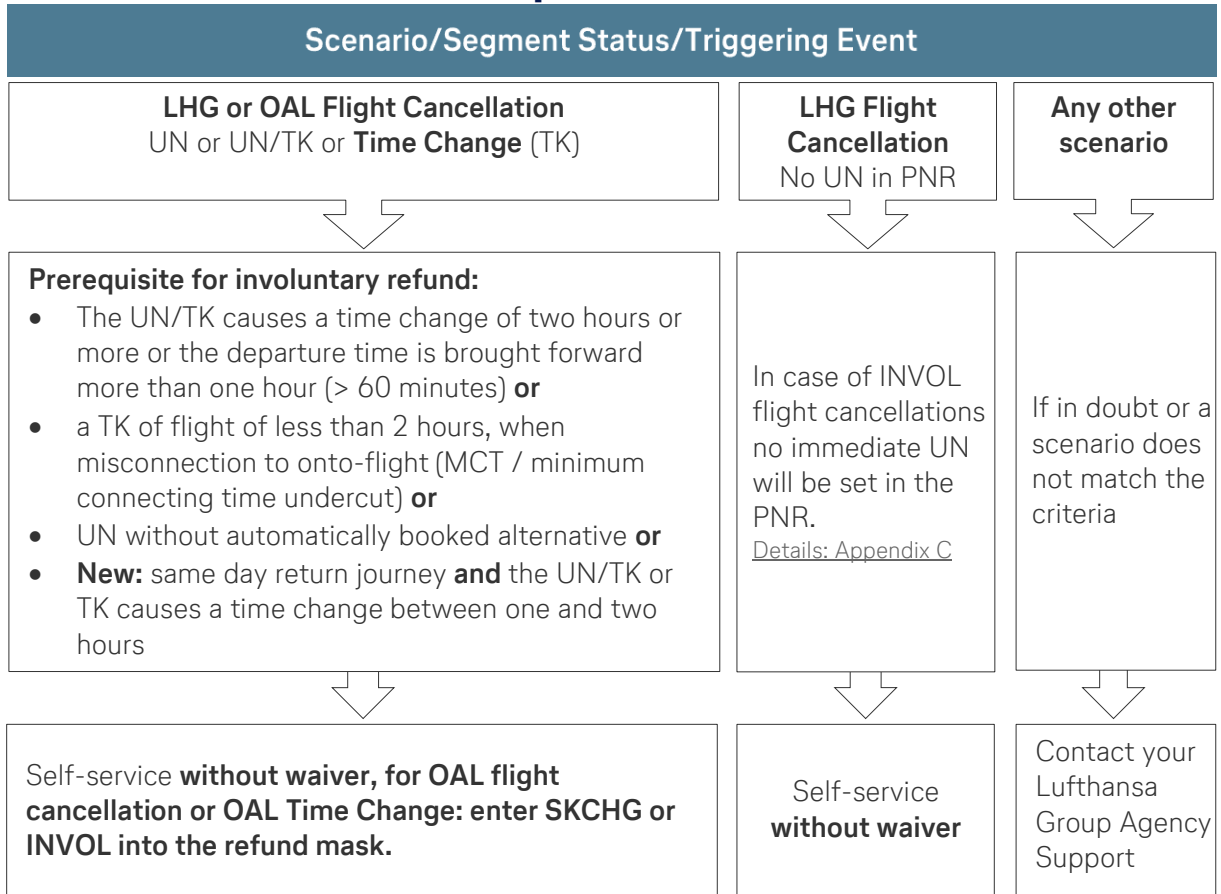 Scenario/Segment Status/Triggering Event
LHG or OAL Flight Cancellation
UN or UN/TK or Time Change (TK)
LHG Flight
Cancellation
No UN in PNR
Any other
scenario
Prerequisite for involuntary refund:
• The UN/TK causes a time change of two hours or
more or the departure time is brought forward
more than one hour (> 60 minutes) or
• a TK of flight of less than 2 hours, when
misconnection to onto-flight (MCT / minimum
connecting time undercut) or
• UN without automatically booked alternative or
• New: same day return journey and the UN/TK or
TK causes a time change between one and two
hours
In case of INVOL
flight cancellations
no immediate UN
will be set in the
PNR.
Details: Appendix C
If in doubt or a
scenario does
not match the
criteria
Self-service without waiver, for OAL flight
cancellation or OAL Time Change: enter SKCHG or
INVOL into the refund mask.
Self-service
without waiver
Contact your
Lufthansa
Group Agency
Support